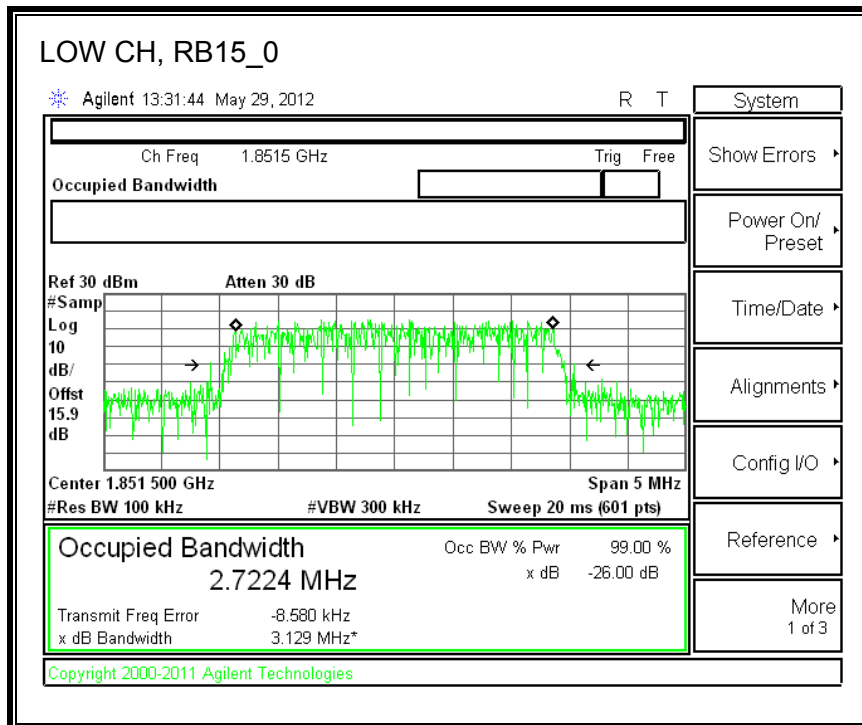 LOW CH, RB15_0
Agilent 13:31:44 May 29, 2012 R T
Ch Freq 1.8515 GHz Trig Free
Occupied Bandwidth
Ref 30 dBm Atten 30 dB
#Samp
Log
10
dB/
Offst
15.9
dB
Center 1.851 500 GHz Span 5 MHz
#Res BW 100 kHz #VBW 300 kHz Sweep 20 ms (601 pts)
Occupied Bandwidth Occ BW % Pwr 99.00 %
2.7224 MHz x dB -26.00 dB
Transmit Freq Error -8.580 kHz
x dB Bandwidth 3.129 MHz*
Copyright 2000-2011 Agilent Technologies
System
Show Errors
Power On/
Preset
Time/Date
Alignments
Config I/O
Reference
More
1 of 3